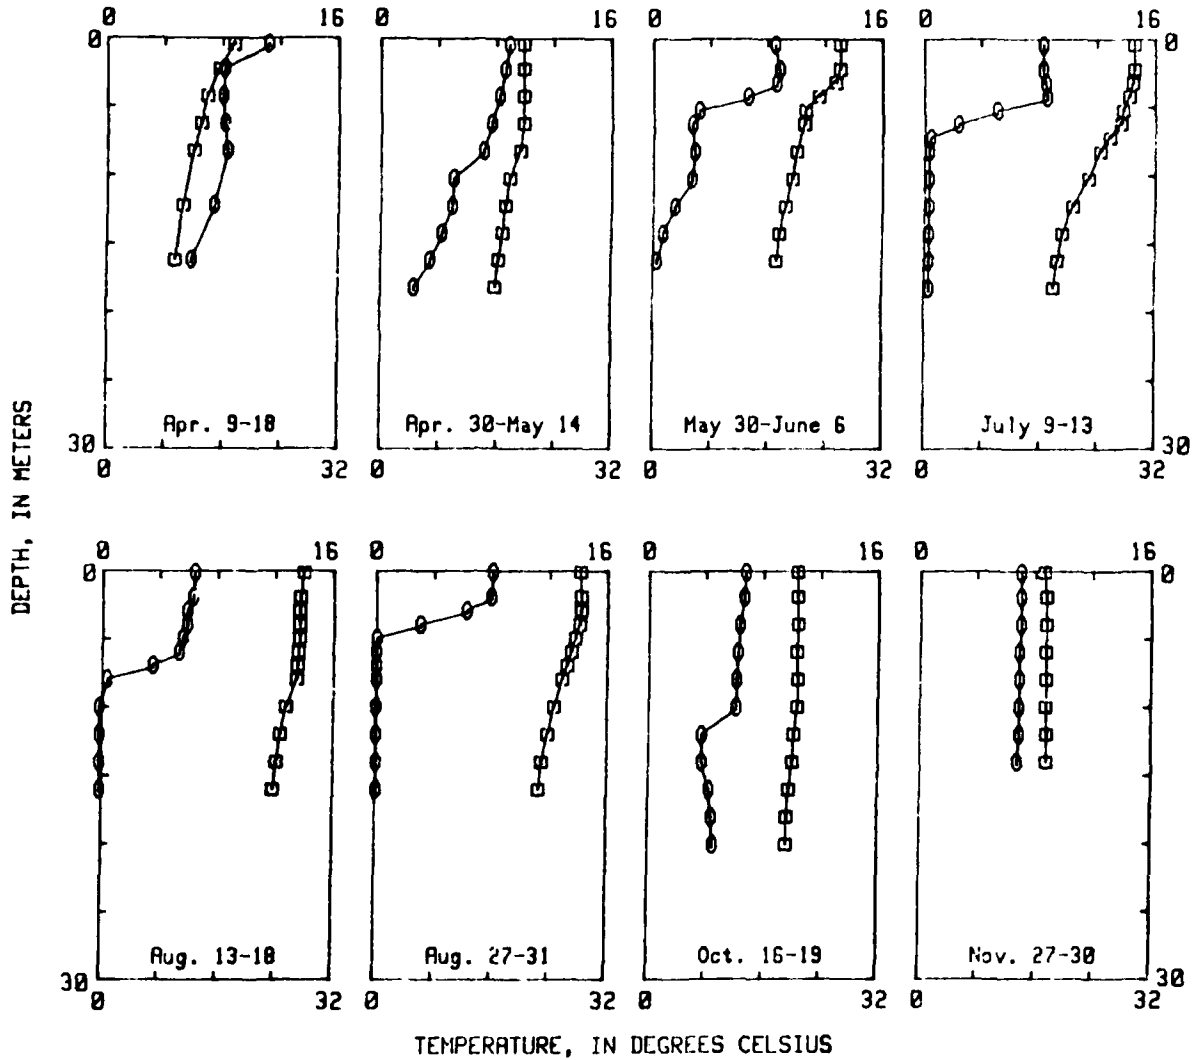 0 16 0 16 0 16 0 16
0 0
DEPTH, IN METERS
Apr. 9-18 Apr. 30-May 14 May 30-June 6 July 9-13
30 30
0 32 0 32 0 32 0 32
0 16 0 16 0 16 0 16
0 0
Aug. 13-18 Aug. 27-31 Oct. 16-19 Nov. 27-30
30 30
0 32 0 32 0 32 0 32
TEMPERATURE, IN DEGREES CELSIUS